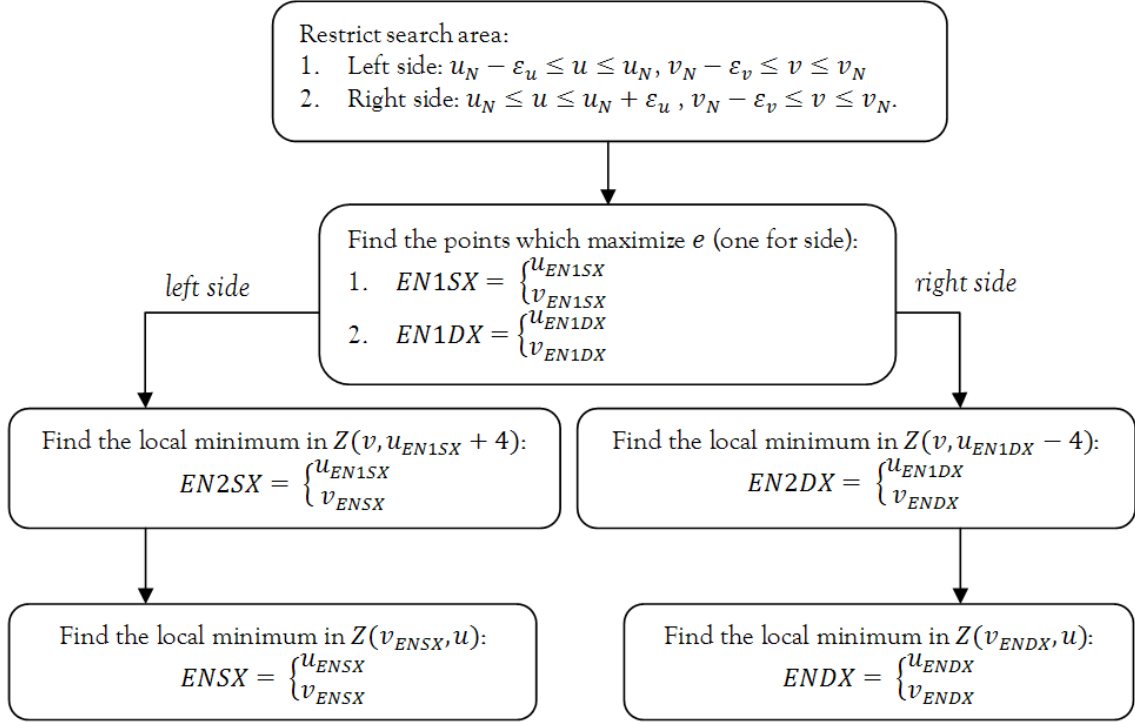 Restrict search area:
1. Left side: u_N − ε_u ≤ u ≤ u_N, v_N − ε_v ≤ v ≤ v_N
2. Right side: u_N ≤ u ≤ u_N + ε_u , v_N − ε_v ≤ v ≤ v_N.
Find the points which maximize e (one for side):
1. EN1SX = {u_EN1SX
v_EN1SX
2. EN1DX = {u_EN1DX
v_EN1DX
left side
right side
Find the local minimum in Z(v, u_EN1SX + 4):
EN2SX = {u_EN1SX
v_ENSX
Find the local minimum in Z(v, u_EN1DX − 4):
EN2DX = {u_EN1DX
v_ENDX
Find the local minimum in Z(v_ENSX, u):
ENSX = {u_ENSX
v_ENSX
Find the local minimum in Z(v_ENDX, u):
ENDX = {u_ENDX
v_ENDX